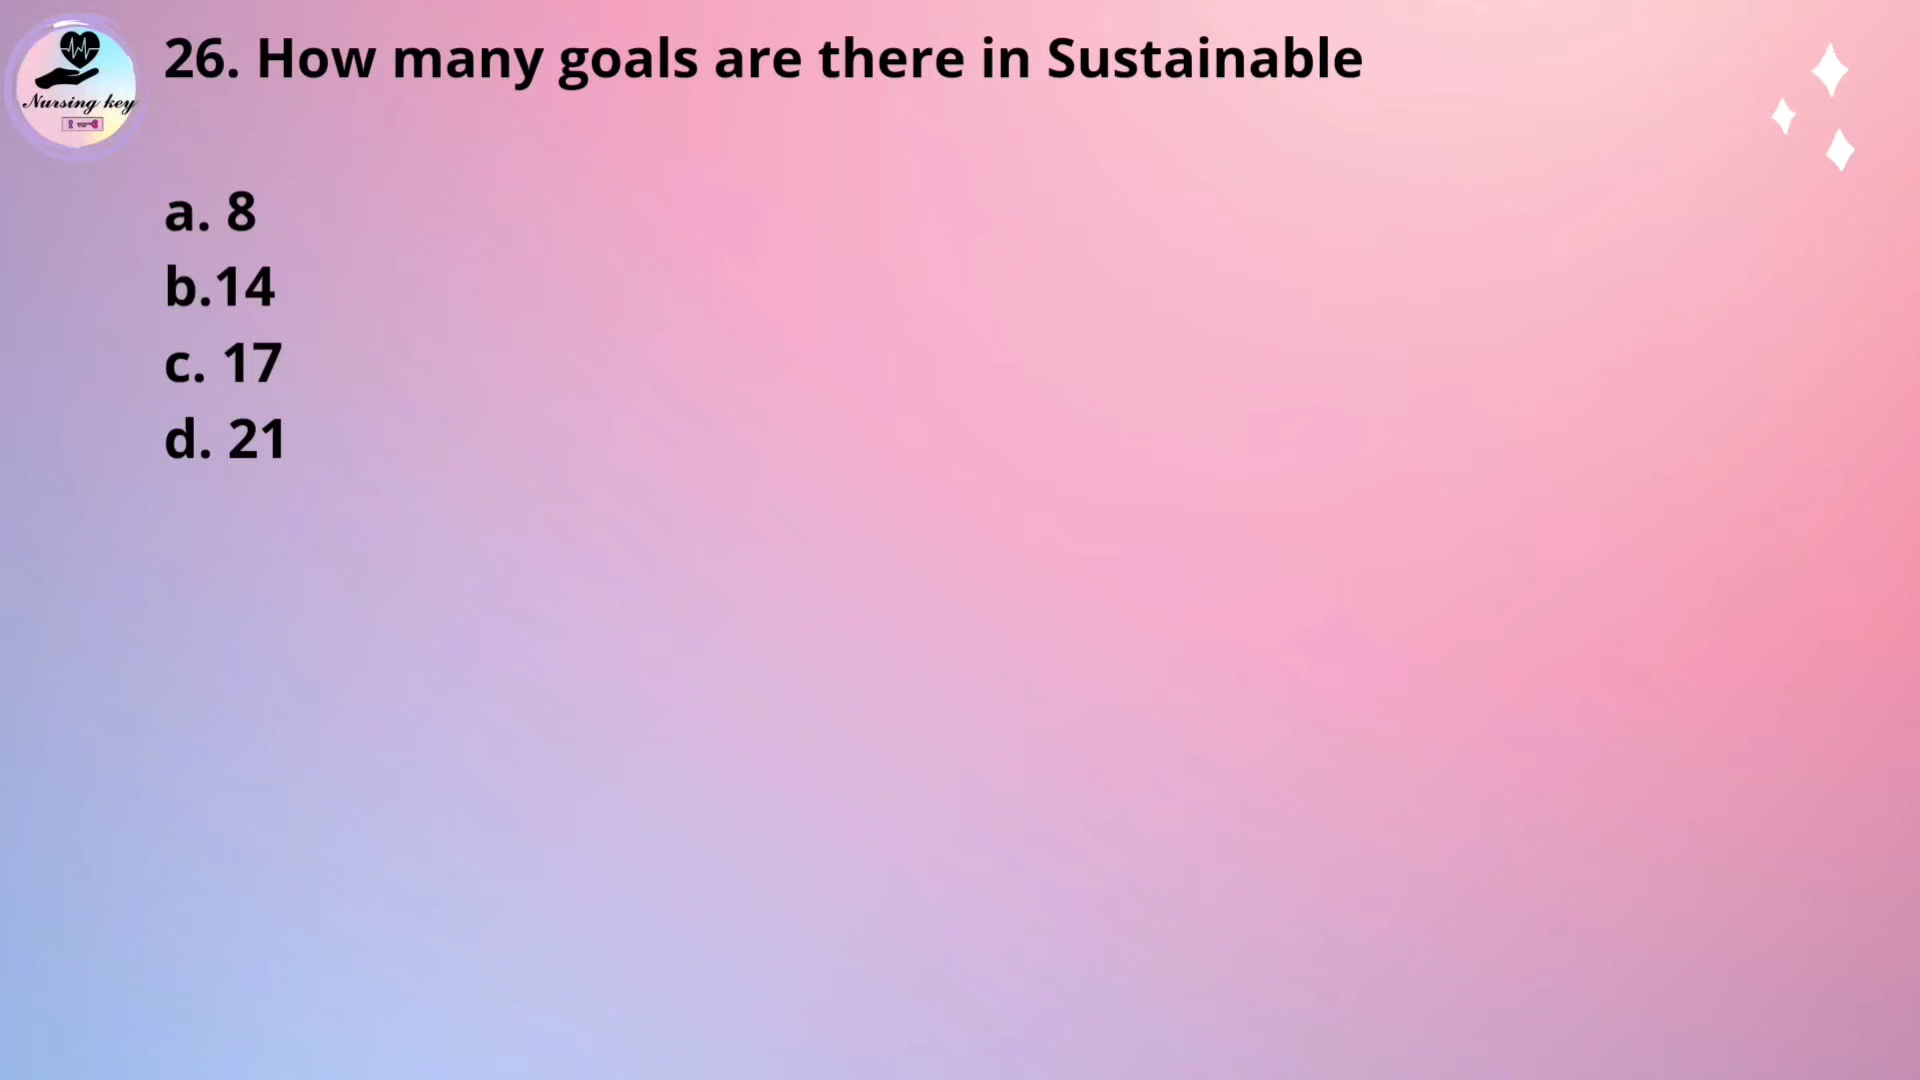 Nursing key
26. How many goals are there in Sustainable
a. 8
b.14
c. 17
d. 21